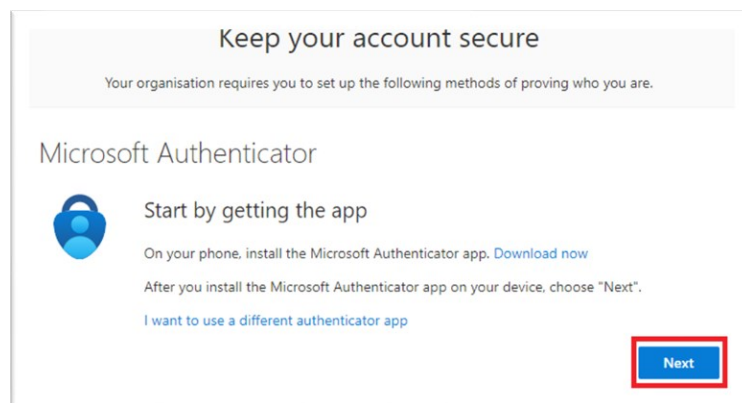 Keep your account secure
Your organisation requires you to set up the following methods of proving who you are.
Microsoft Authenticator
Start by getting the app
On your phone, install the Microsoft Authenticator app. Download now
After you install the Microsoft Authenticator app on your device, choose "Next".
I want to use a different authenticator app
Next